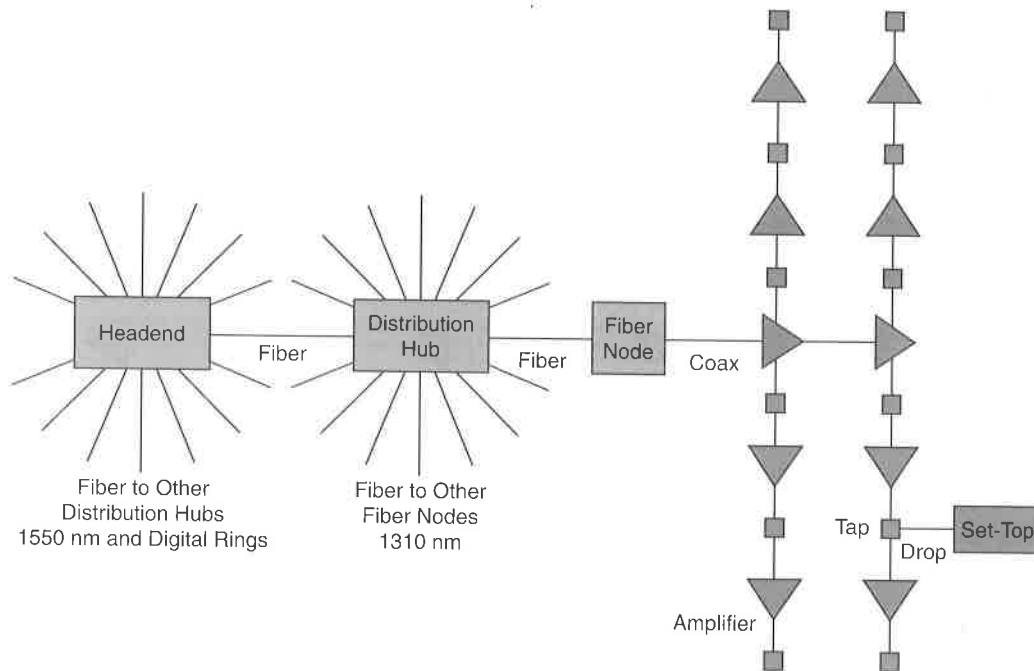 Headend
Fiber
Distribution
Hub
Fiber
Fiber
Node
Coax
Fiber to Other
Distribution Hubs
1550 nm and Digital Rings
Fiber to Other
Fiber Nodes
1310 nm
Tap
Drop
Set-Top
Amplifier